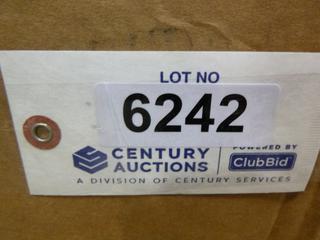 LOT NO
6242
CENTURY AUCTIONS
POWERED BY
ClubBid
A DIVISION OF CENTURY SERVICES